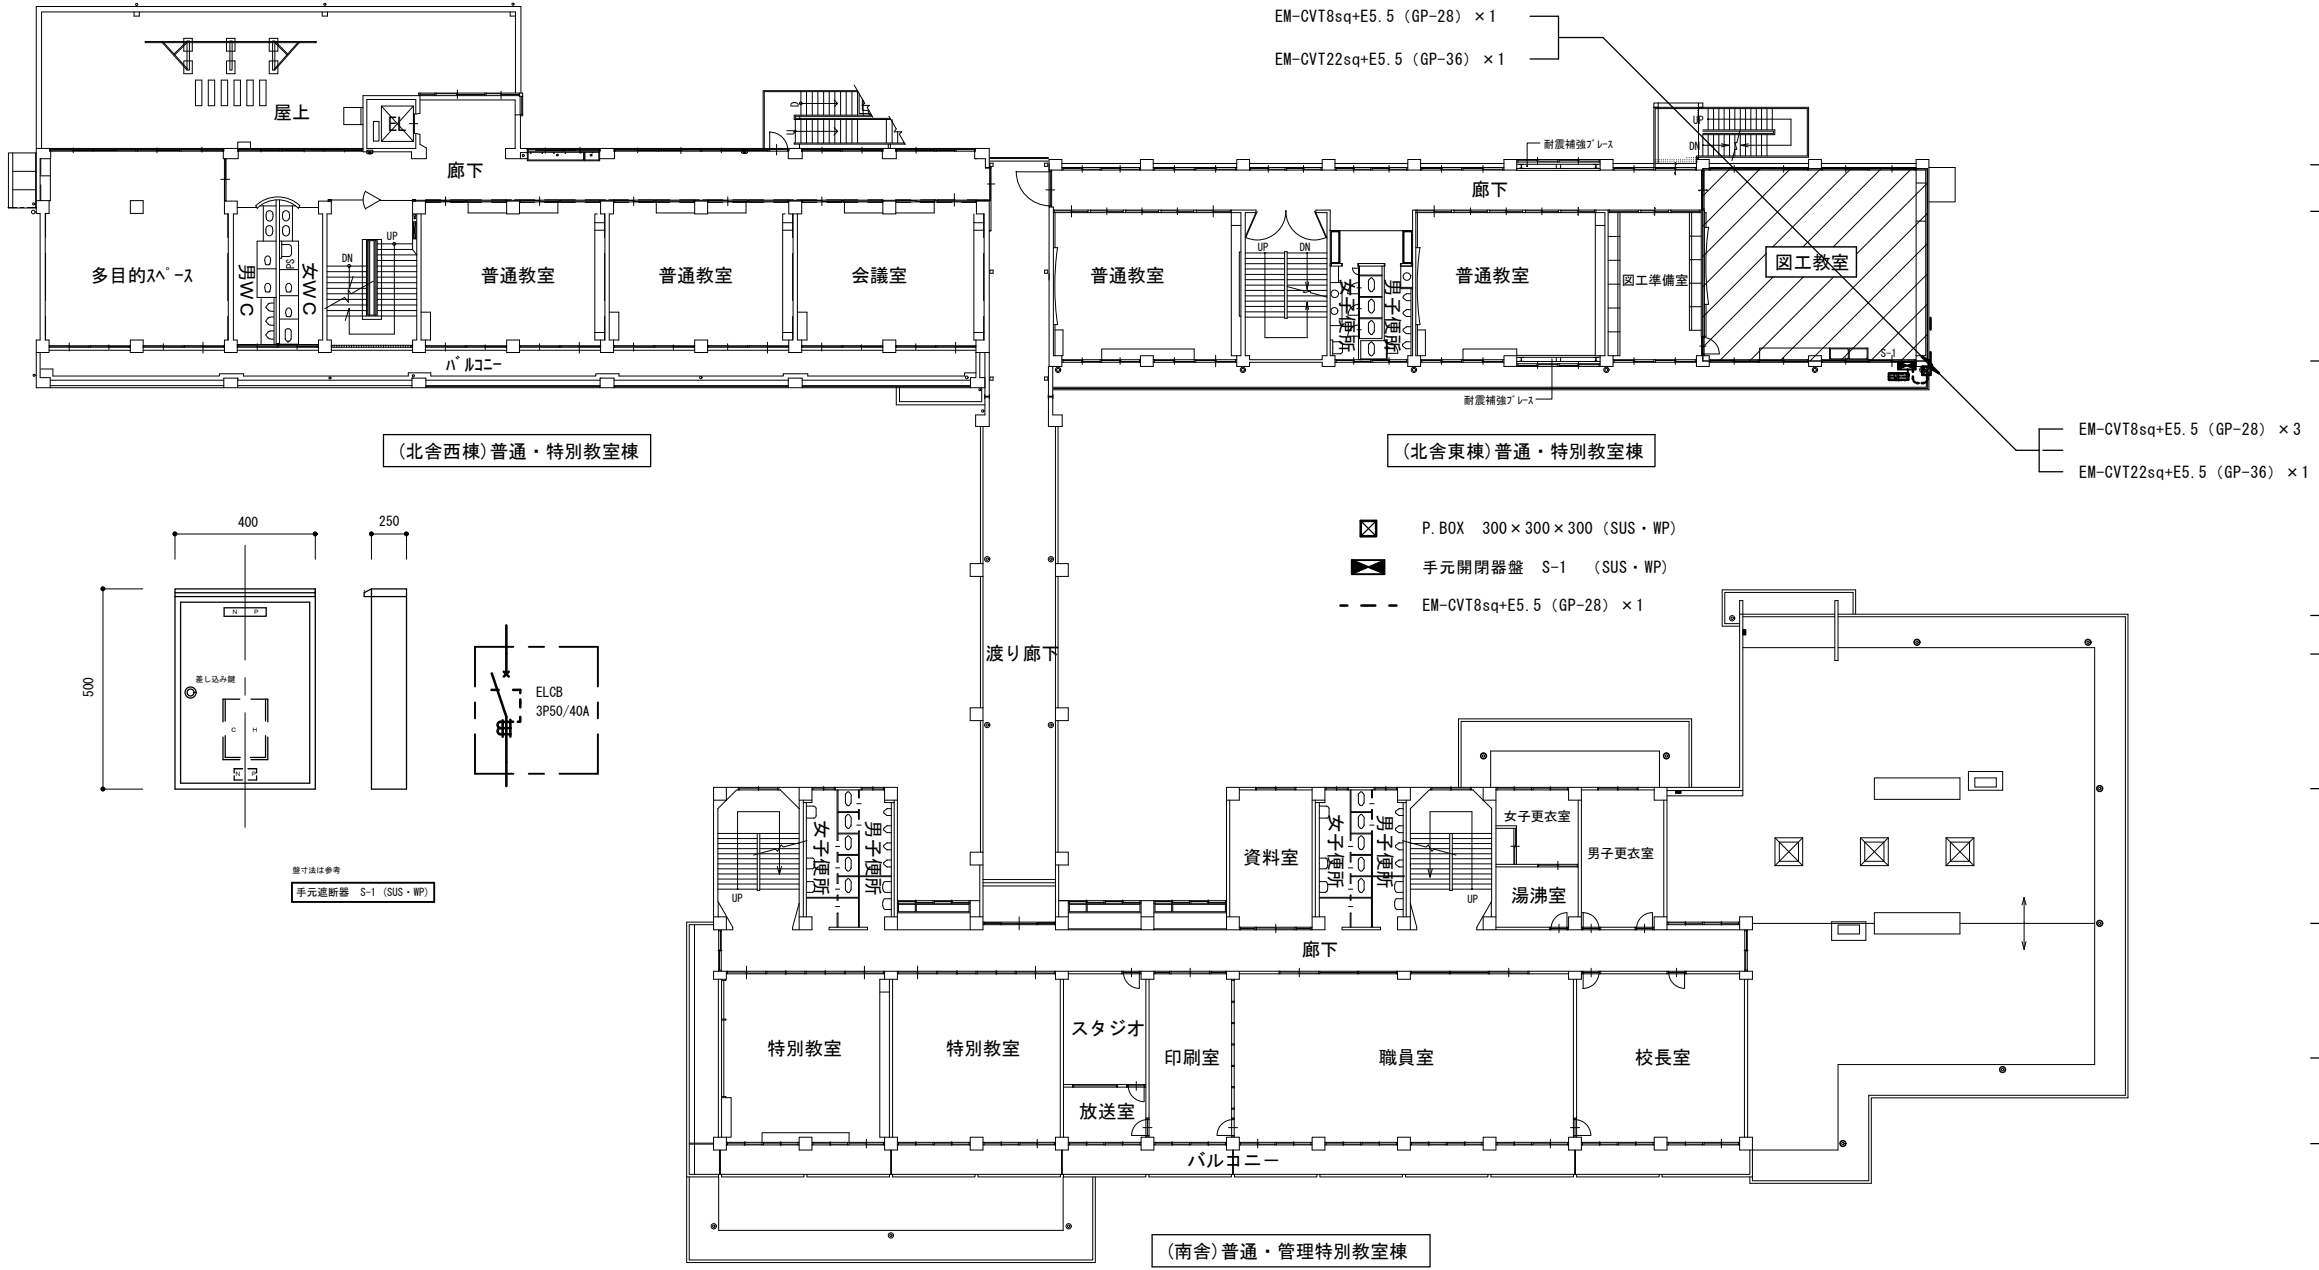 EM-CVT8sq+E5.5 (GP-28) ×1
EM-CVT22sq+E5.5 (GP-36) ×1
屋上
EL
廊下
UP
DN
多目的ｽﾍﾟｰｽ
男WC
PS
女WC
DN
UP
普通教室
普通教室
会議室
ﾊﾞﾙｺﾆｰ
D
U
耐震補強ﾌﾞﾚｰｽ
廊下
普通教室
UP
DN
女子便所
男子便所
普通教室
図工準備室
図工教室
S-1
耐震補強ﾌﾞﾚｰｽ
(北舎西棟)普通・特別教室棟
(北舎東棟)普通・特別教室棟
EM-CVT8sq+E5.5 (GP-28) ×3
EM-CVT22sq+E5.5 (GP-36) ×1
P.BOX 300×300×300 (SUS・WP)
手元開閉器盤 S-1 (SUS・WP)
EM-CVT8sq+E5.5 (GP-28) ×1
400
250
500
N P
差し込み鍵
C H
N P
ELCB
3P50/40A
盤寸法は参考
手元遮断器 S-1 (SUS・WP)
渡り廊下
UP
女子便所
男子便所
資料室
女子便所
男子便所
UP
女子更衣室
湯沸室
男子更衣室
廊下
特別教室
特別教室
スタジオ
放送室
印刷室
職員室
校長室
バルコニー
(南舎)普通・管理特別教室棟